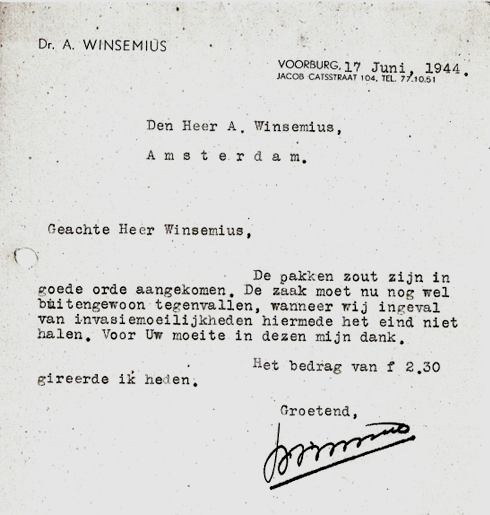 Dr. A. WINSEMIUS
VOORBURG, 17 Juni, 1944.
JACOB CATSSTRAAT 104, TEL. 77.10.51
Den Heer A. Winsemius,
A m s t e r d a m.
Geachte Heer Winsemius,
De pakken zout zijn in
goede orde aangekomen. De zaak moet nu nog wel
buitengewoon tegenvallen, wanneer wij ingeval
van invasiemoeilijkheden hiermede het eind niet
halen. Voor Uw moeite in dezen mijn dank.
Het bedrag van f 2.30
gireerde ik heden.
Groetend,
Winsemius